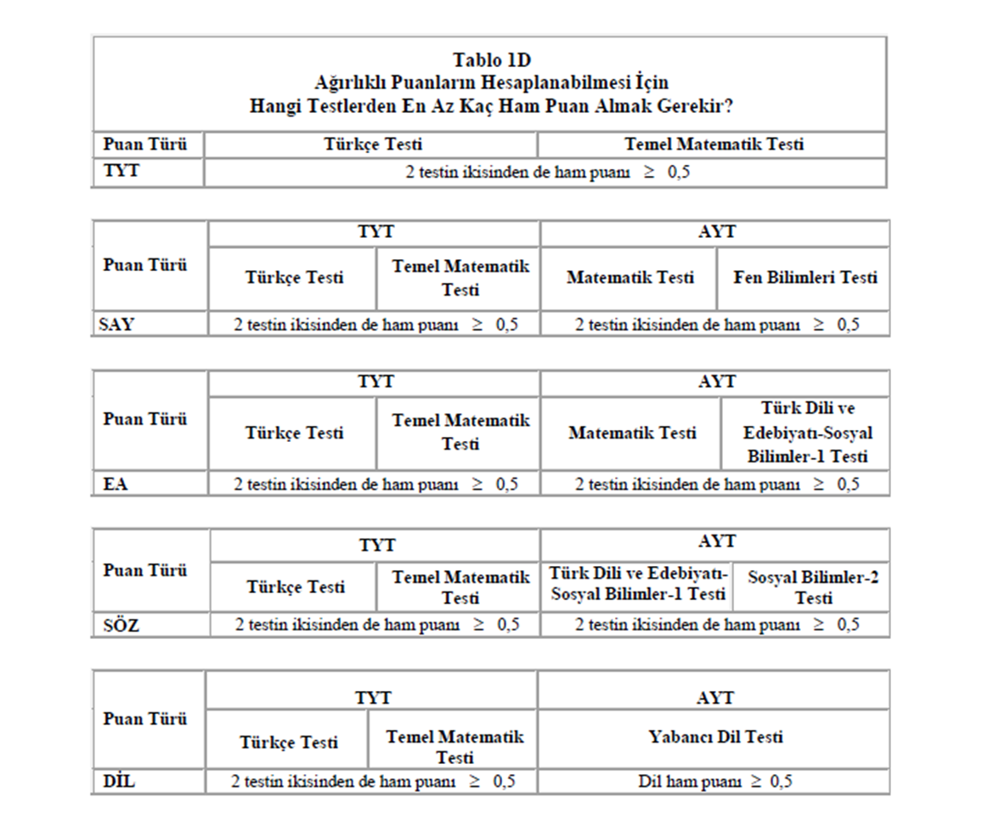 Tablo 1D
Ağırlıklı Puanların Hesaplanabilmesi İçin
Hangi Testlerden En Az Kaç Ham Puan Almak Gerekir?
Puan Türü Türkçe Testi Temel Matematik Testi
TYT 2 testin ikisinden de ham puanı ≥ 0,5
TYT AYT
Puan Türü Türkçe Testi Temel Matematik Testi Matematik Testi Fen Bilimleri Testi
SAY 2 testin ikisinden de ham puanı ≥ 0,5 2 testin ikisinden de ham puanı ≥ 0,5
TYT AYT
Puan Türü Türkçe Testi Temel Matematik Testi Matematik Testi Türk Dili ve Edebiyatı-Sosyal Bilimler-1 Testi
EA 2 testin ikisinden de ham puanı ≥ 0,5 2 testin ikisinden de ham puanı ≥ 0,5
TYT AYT
Puan Türü Türkçe Testi Temel Matematik Testi Türk Dili ve Edebiyatı-Sosyal Bilimler-1 Testi Sosyal Bilimler-2 Testi
SÖZ 2 testin ikisinden de ham puanı ≥ 0,5 2 testin ikisinden de ham puanı ≥ 0,5
TYT AYT
Puan Türü Türkçe Testi Temel Matematik Testi Yabancı Dil Testi
DİL 2 testin ikisinden de ham puanı ≥ 0,5 Dil ham puanı ≥ 0,5